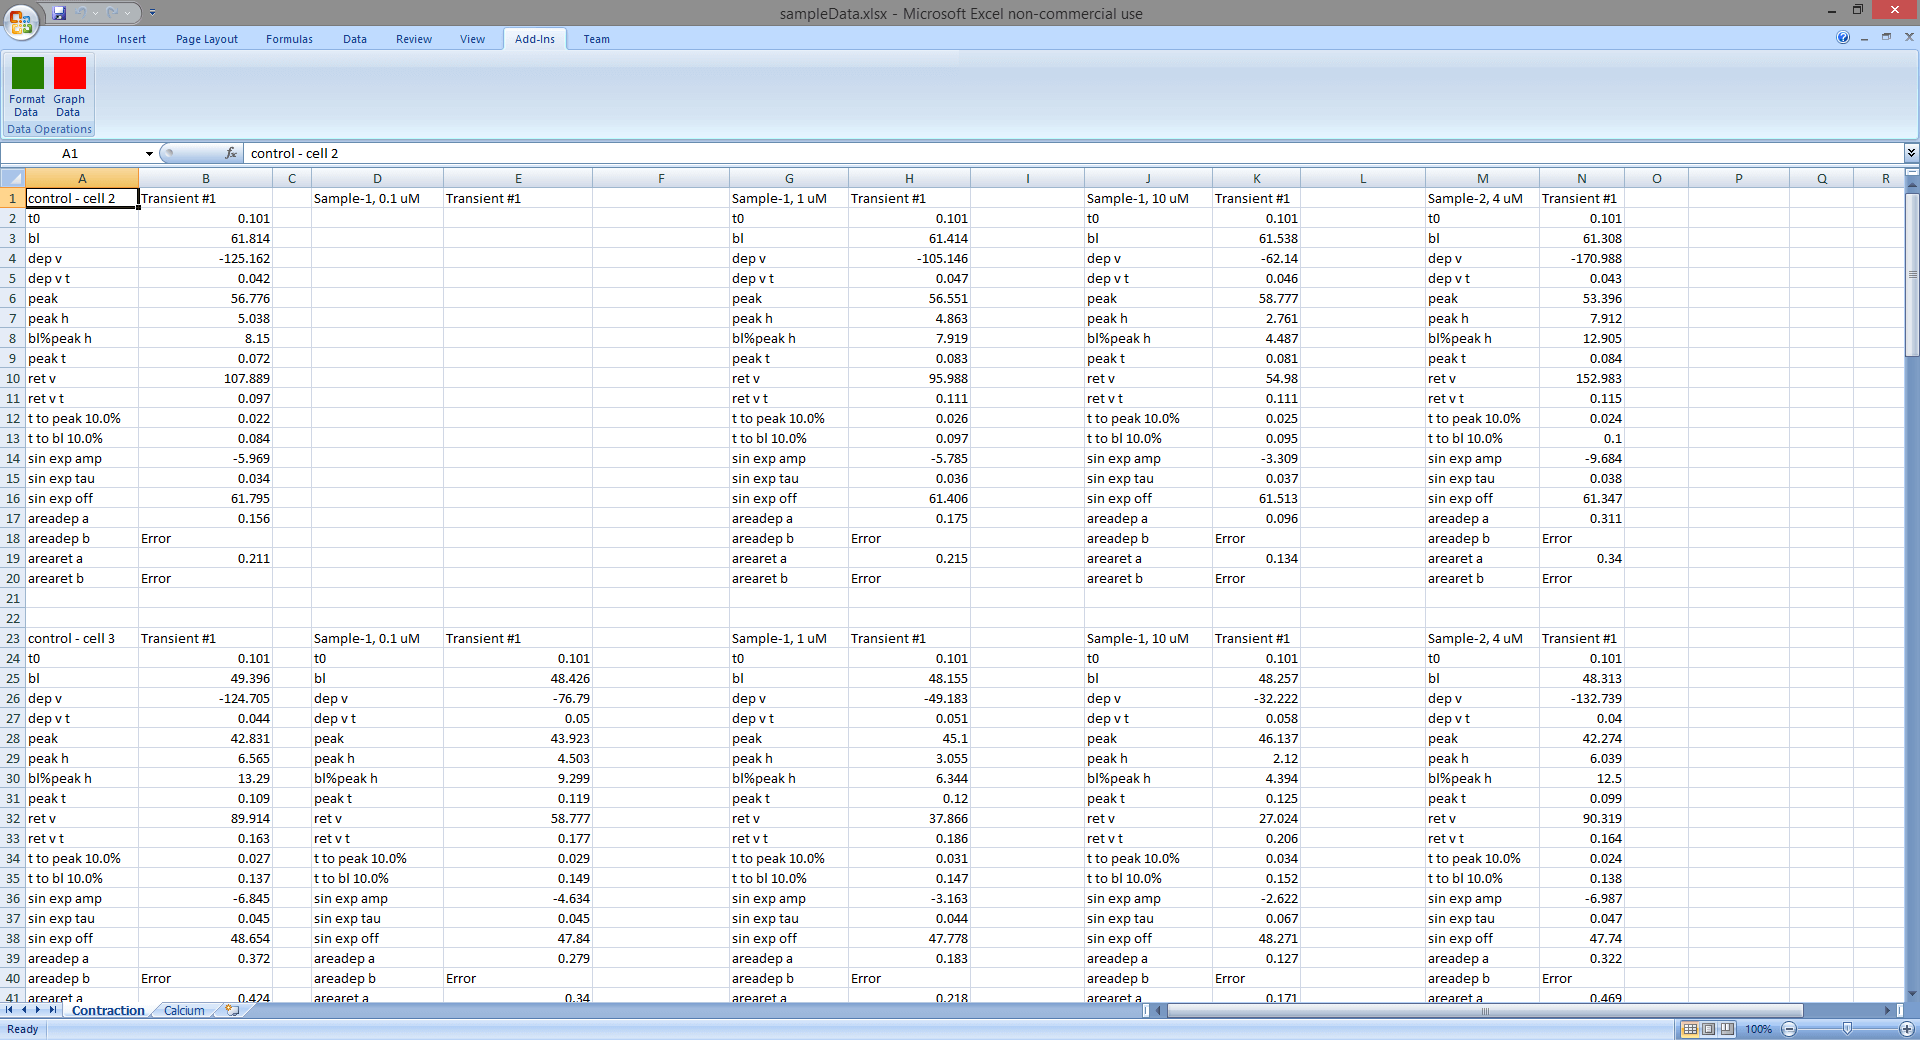 sampleData.xlsx - Microsoft Excel non-commercial use
Home Insert Page Layout Formulas Data Review View Add-Ins Team
Format Data Graph Data
Data Operations
A1 fx control - cell 2
A B C D E F G H I J K L M N O P Q R
1 control - cell 2 Transient #1 Sample-1, 0.1 uM Transient #1 Sample-1, 1 uM Transient #1 Sample-1, 10 uM Transient #1 Sample-2, 4 uM Transient #1
2 t0 0.101 t0 0.101 t0 0.101 t0 0.101
3 bl 61.814 bl 61.414 bl 61.538 bl 61.308
4 dep v -125.162 dep v -105.146 dep v -62.14 dep v -170.988
5 dep v t 0.042 dep v t 0.047 dep v t 0.046 dep v t 0.043
6 peak 56.776 peak 56.551 peak 58.777 peak 53.396
7 peak h 5.038 peak h 4.863 peak h 2.761 peak h 7.912
8 bl%peak h 8.15 bl%peak h 7.919 bl%peak h 4.487 bl%peak h 12.905
9 peak t 0.072 peak t 0.083 peak t 0.081 peak t 0.084
10 ret v 107.889 ret v 95.988 ret v 54.98 ret v 152.983
11 ret v t 0.097 ret v t 0.111 ret v t 0.111 ret v t 0.115
12 t to peak 10.0% 0.022 t to peak 10.0% 0.026 t to peak 10.0% 0.025 t to peak 10.0% 0.024
13 t to bl 10.0% 0.084 t to bl 10.0% 0.097 t to bl 10.0% 0.095 t to bl 10.0% 0.1
14 sin exp amp -5.969 sin exp amp -5.785 sin exp amp -3.309 sin exp amp -9.684
15 sin exp tau 0.034 sin exp tau 0.036 sin exp tau 0.037 sin exp tau 0.038
16 sin exp off 61.795 sin exp off 61.406 sin exp off 61.513 sin exp off 61.347
17 areadep a 0.156 areadep a 0.175 areadep a 0.096 areadep a 0.311
18 areadep b Error areadep b Error areadep b Error areadep b Error
19 arearet a 0.211 arearet a 0.215 arearet a 0.134 arearet a 0.34
20 arearet b Error arearet b Error arearet b Error arearet b Error
21
22
23 control - cell 3 Transient #1 Sample-1, 0.1 uM Transient #1 Sample-1, 1 uM Transient #1 Sample-1, 10 uM Transient #1 Sample-2, 4 uM Transient #1
24 t0 0.101 t0 0.101 t0 0.101 t0 0.101 t0 0.101
25 bl 49.396 bl 48.426 bl 48.155 bl 48.257 bl 48.313
26 dep v -124.705 dep v -76.79 dep v -49.183 dep v -32.222 dep v -132.739
27 dep v t 0.044 dep v t 0.05 dep v t 0.051 dep v t 0.058 dep v t 0.04
28 peak 42.831 peak 43.923 peak 45.1 peak 46.137 peak 42.274
29 peak h 6.565 peak h 4.503 peak h 3.055 peak h 2.12 peak h 6.039
30 bl%peak h 13.29 bl%peak h 9.299 bl%peak h 6.344 bl%peak h 4.394 bl%peak h 12.5
31 peak t 0.109 peak t 0.119 peak t 0.12 peak t 0.125 peak t 0.099
32 ret v 89.914 ret v 58.777 ret v 37.866 ret v 27.024 ret v 90.319
33 ret v t 0.163 ret v t 0.177 ret v t 0.186 ret v t 0.206 ret v t 0.164
34 t to peak 10.0% 0.027 t to peak 10.0% 0.029 t to peak 10.0% 0.031 t to peak 10.0% 0.034 t to peak 10.0% 0.024
35 t to bl 10.0% 0.137 t to bl 10.0% 0.149 t to bl 10.0% 0.147 t to bl 10.0% 0.152 t to bl 10.0% 0.138
36 sin exp amp -6.845 sin exp amp -4.634 sin exp amp -3.163 sin exp amp -2.622 sin exp amp -6.987
37 sin exp tau 0.045 sin exp tau 0.045 sin exp tau 0.044 sin exp tau 0.067 sin exp tau 0.047
38 sin exp off 48.654 sin exp off 47.84 sin exp off 47.778 sin exp off 48.271 sin exp off 47.74
39 areadep a 0.372 areadep a 0.279 areadep a 0.183 areadep a 0.127 areadep a 0.322
40 areadep b Error areadep b Error areadep b Error areadep b Error areadep b Error
41 arearet a 0.424 arearet a 0.34 arearet a 0.218 arearet a 0.171 arearet a 0.469
Contraction Calcium
Ready 100%